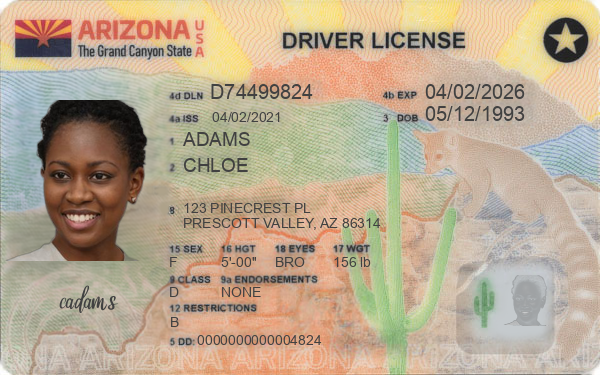 ARIZONA USA
The Grand Canyon State
DRIVER LICENSE
4d DLN D74499824
4b EXP 04/02/2026
4a ISS 04/02/2021
3 DOB 05/12/1993
1 ADAMS
2 CHLOE
8 123 PINECREST PL
PRESCOTT VALLEY, AZ 86314
15 SEX 16 HGT 18 EYES 17 WGT
F 5'-00" BRO 156 lb
9 CLASS 9a ENDORSEMENTS
D NONE
12 RESTRICTIONS
B
5 DD: 0000000000004824
cadams
ARIZONA ARIZONA ARIZONA ARIZONA